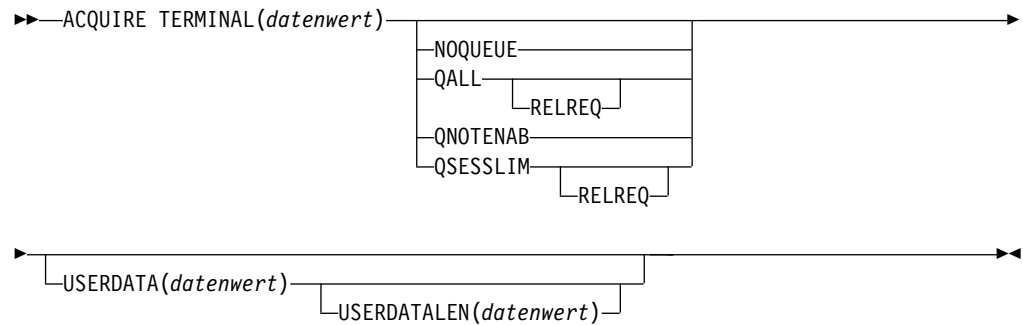 ACQUIRE TERMINAL(datenwert)
NOQUEUE
QALL
RELREQ
QNOTENAB
QSESSLIM
RELREQ
USERDATA(datenwert)
USERDATALEN(datenwert)